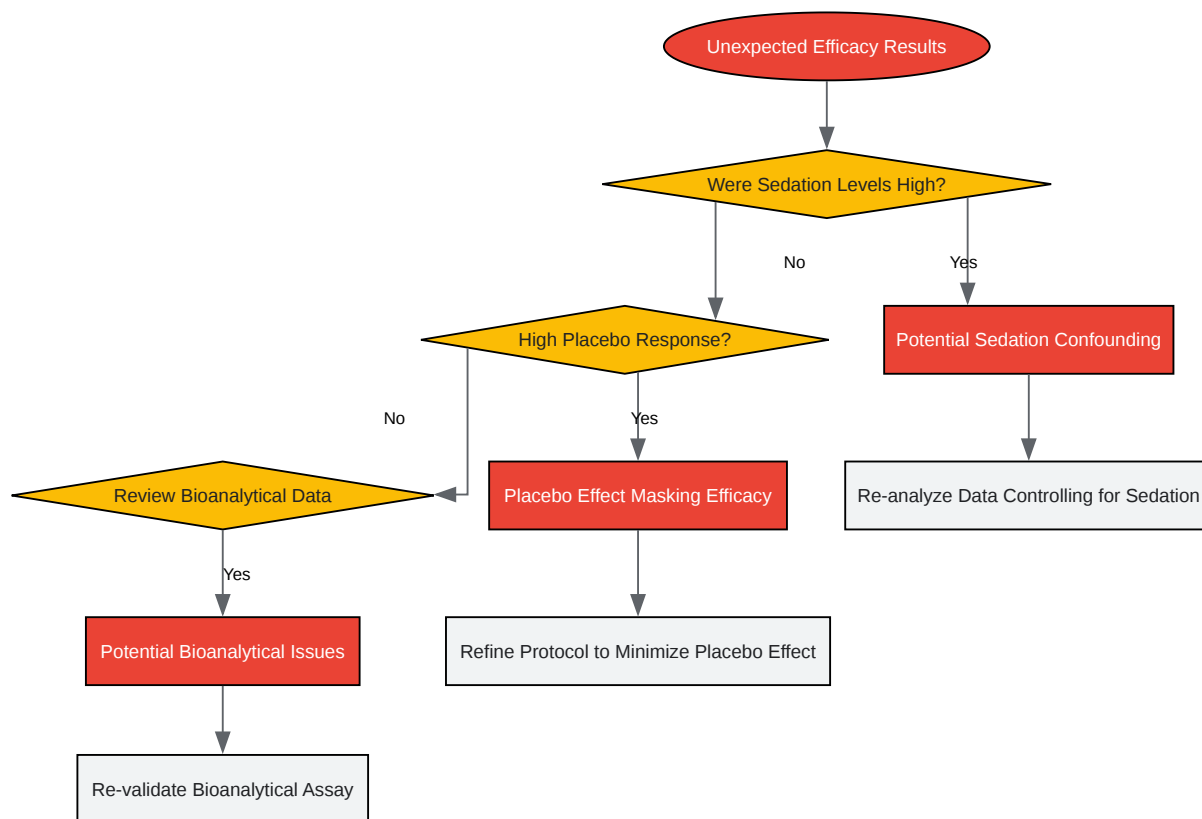 Unexpected Efficacy Results
Were Sedation Levels High?
No
Yes
High Placebo Response?
Potential Sedation Confounding
No
Yes
Review Bioanalytical Data
Placebo Effect Masking Efficacy
Re-analyze Data Controlling for Sedation
Yes
Potential Bioanalytical Issues
Refine Protocol to Minimize Placebo Effect
Re-validate Bioanalytical Assay